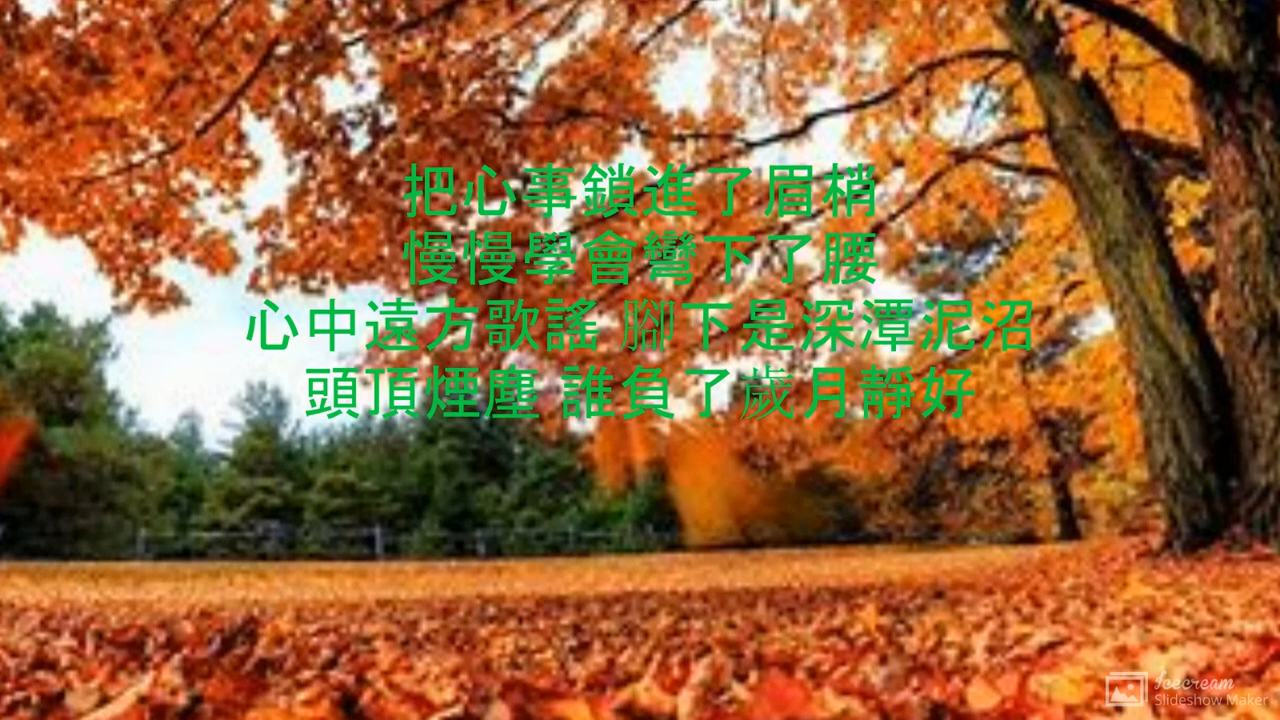 把心事鎖進了眉梢
慢慢學會彎下了腰
心中遠方歌謠 腳下是深潭泥沼
頭頂煙塵 誰負了歲月靜好
Icecream
Slideshow Maker